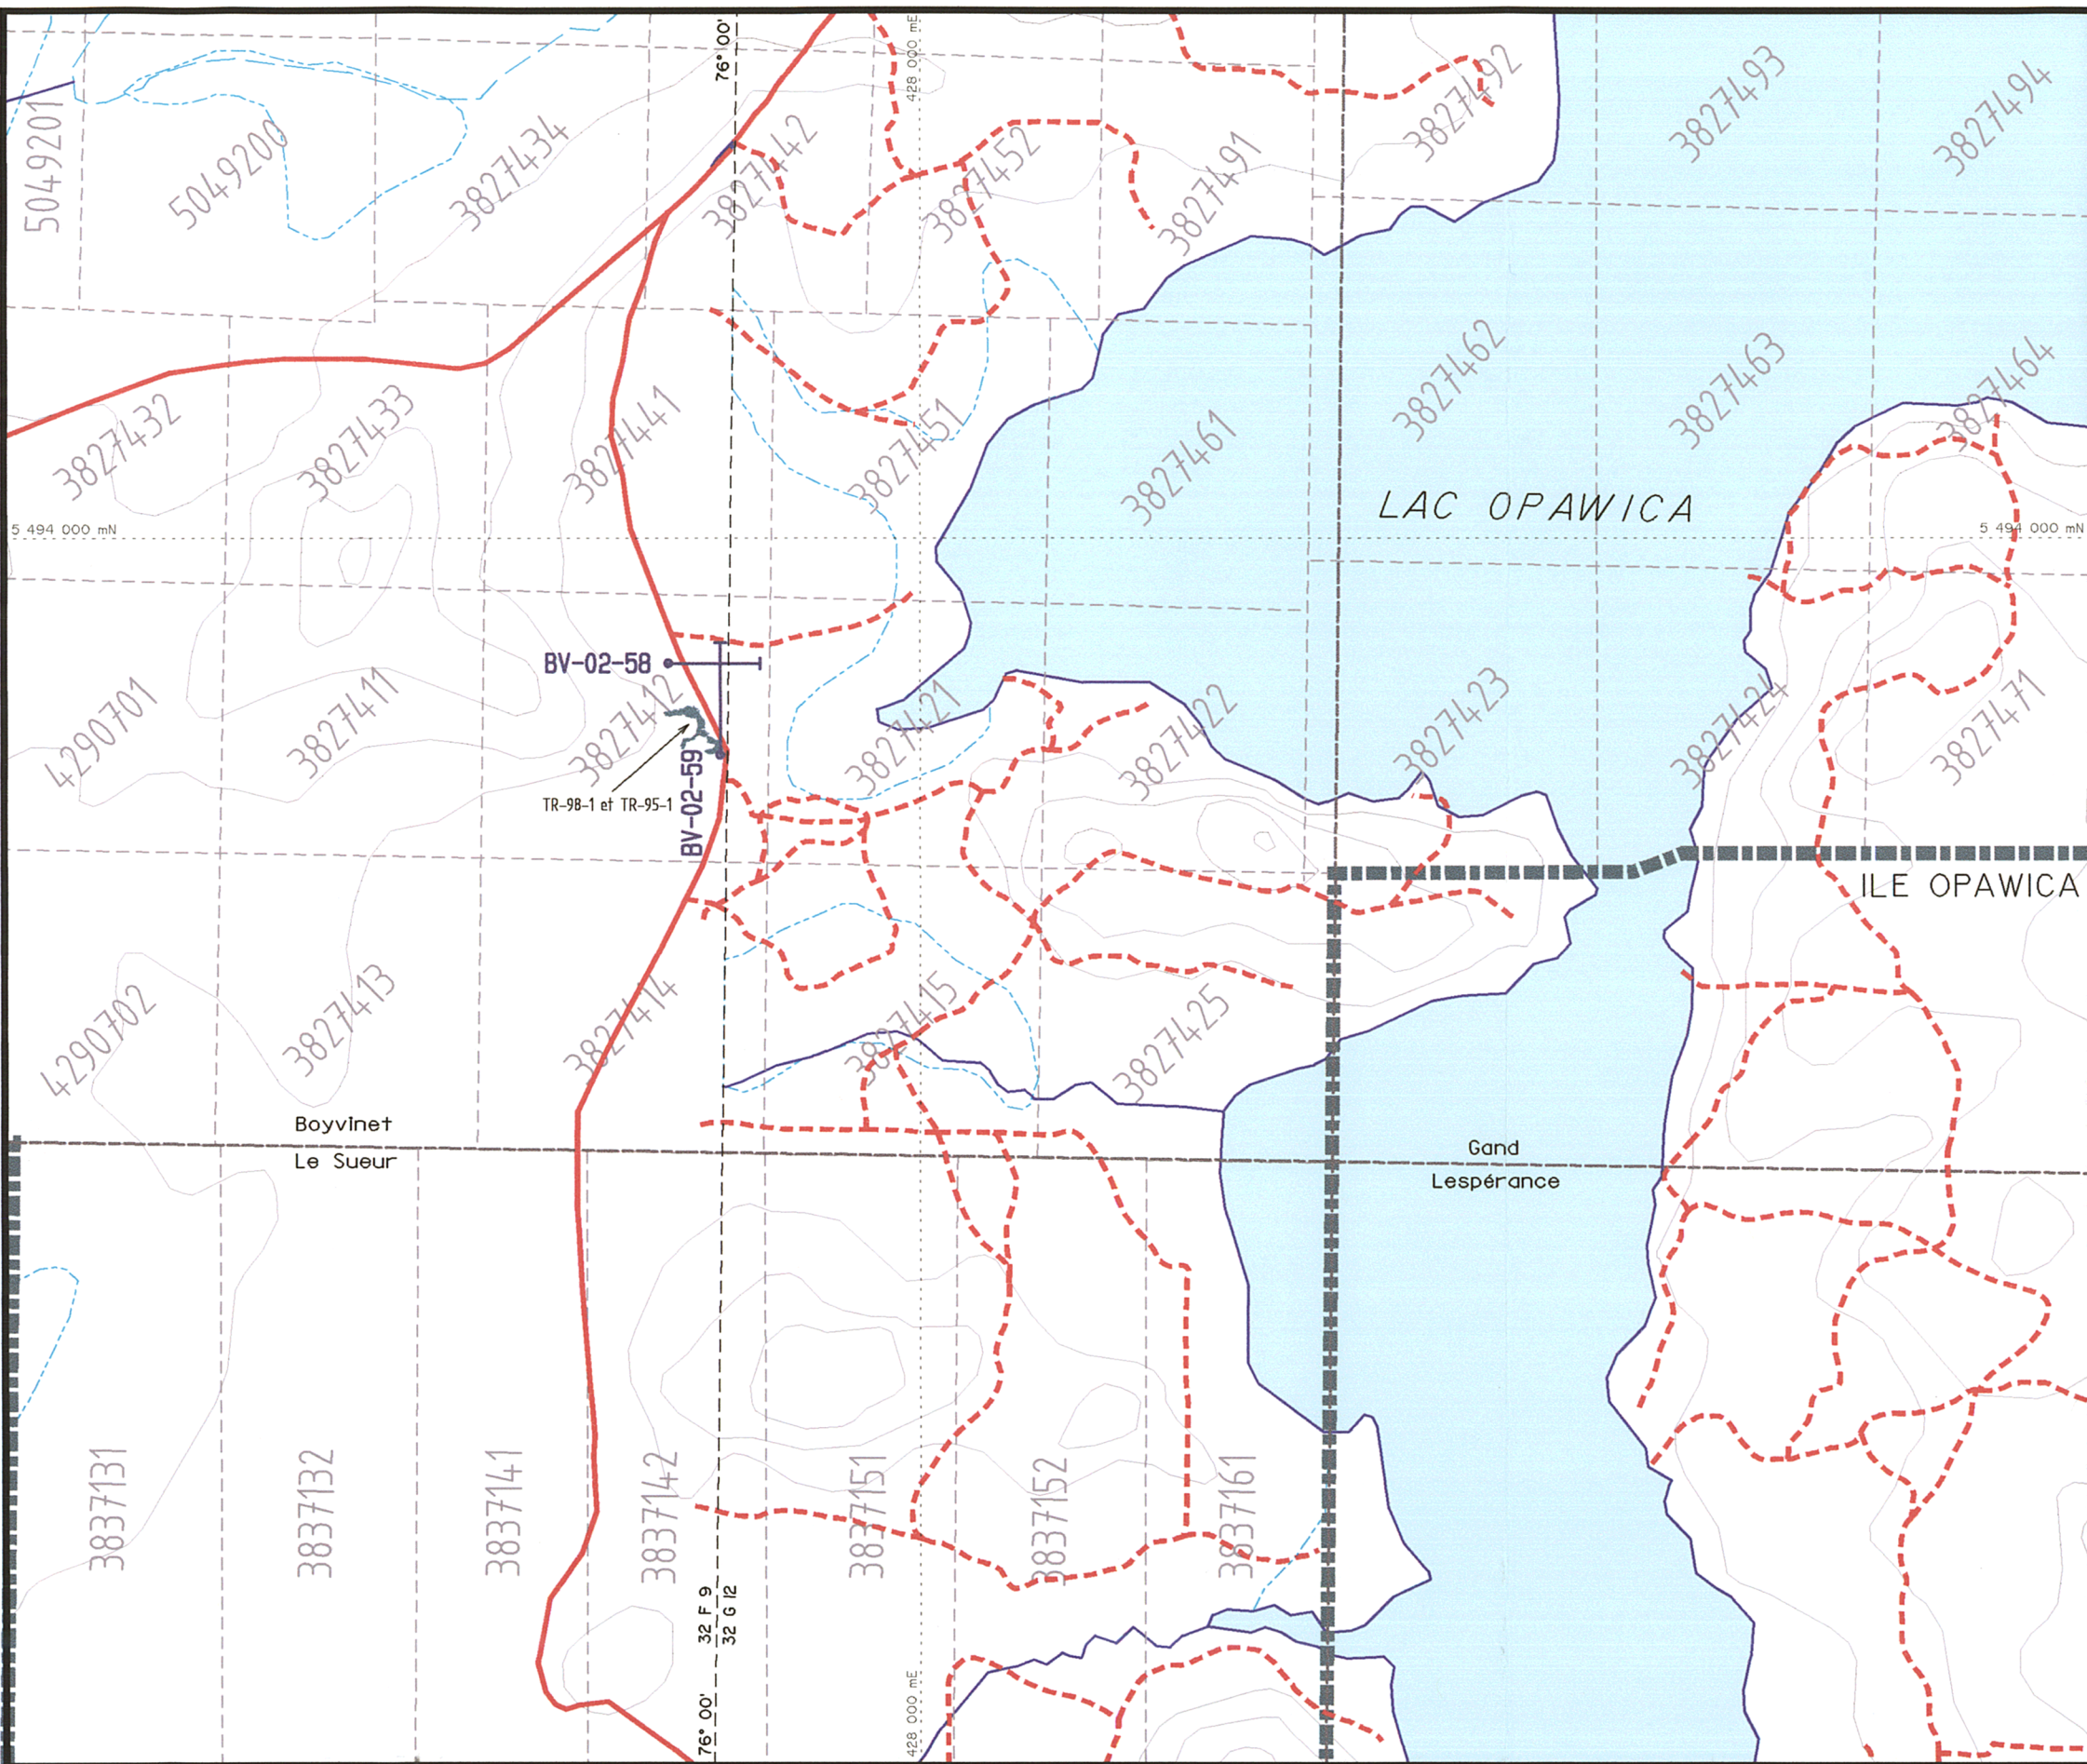 76° 00'
428 000 mE
5049201
5049200
3827434
3827442
3827452
3827491
3827492
3827493
3827494
3827432
3827433
3827441
3827451
3827461
3827462
3827463
3827464
LAC OPAWICA
5 494 000 mN
5 494 000 mN
BV-02-58
4290701
3827411
3827412
3827421
3827422
3827423
3827424
3827471
TR-98-1 et TR-95-1
BV-02-59
ILE OPAWICA
4290702
3827413
3827414
3827415
3827425
Boyvinet
Le Sueur
Gand
Lespérance
3837131
3837132
3837141
3837142
3837151
3837152
3837161
32 F 9
32 G 12
76° 00'
428 000 mE